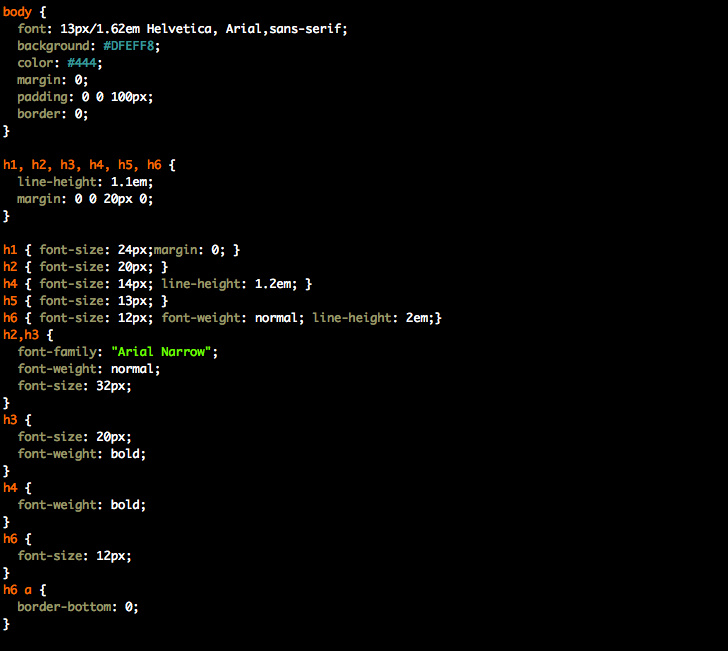 body {
  font: 13px/1.62em Helvetica, Arial,sans-serif;
  background: #DFEFF8;
  color: #444;
  margin: 0;
  padding: 0 0 100px;
  border: 0;
}

h1, h2, h3, h4, h5, h6 {
  line-height: 1.1em;
  margin: 0 0 20px 0;
}

h1 { font-size: 24px;margin: 0; }
h2 { font-size: 20px; }
h4 { font-size: 14px; line-height: 1.2em; }
h5 { font-size: 13px; }
h6 { font-size: 12px; font-weight: normal; line-height: 2em;}
h2,h3 {
  font-family: "Arial Narrow";
  font-weight: normal;
  font-size: 32px;
}
h3 {
  font-size: 20px;
  font-weight: bold;
}
h4 {
  font-weight: bold;
}
h6 {
  font-size: 12px;
}
h6 a {
  border-bottom: 0;
}